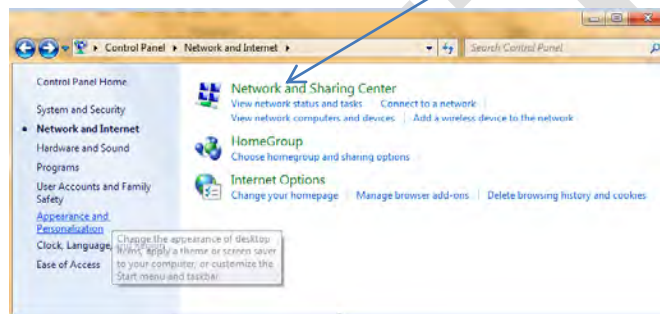 Control Panel ▸ Network and Internet ▸
Search Control Panel
Control Panel Home
System and Security
Network and Internet
Hardware and Sound
Programs
User Accounts and Family
Safety
Appearance and
Personalization
Clock, Language,
Ease of Access
Network and Sharing Center
View network status and tasks
Connect to a network
View network computers and devices
Add a wireless device to the network
HomeGroup
Choose homegroup and sharing options
Internet Options
Change your homepage
Manage browser add-ons
Delete browsing history and cookies
Change the appearance of desktop
items, apply a theme or screen saver
to your computer, or customize the
Start menu and taskbar.